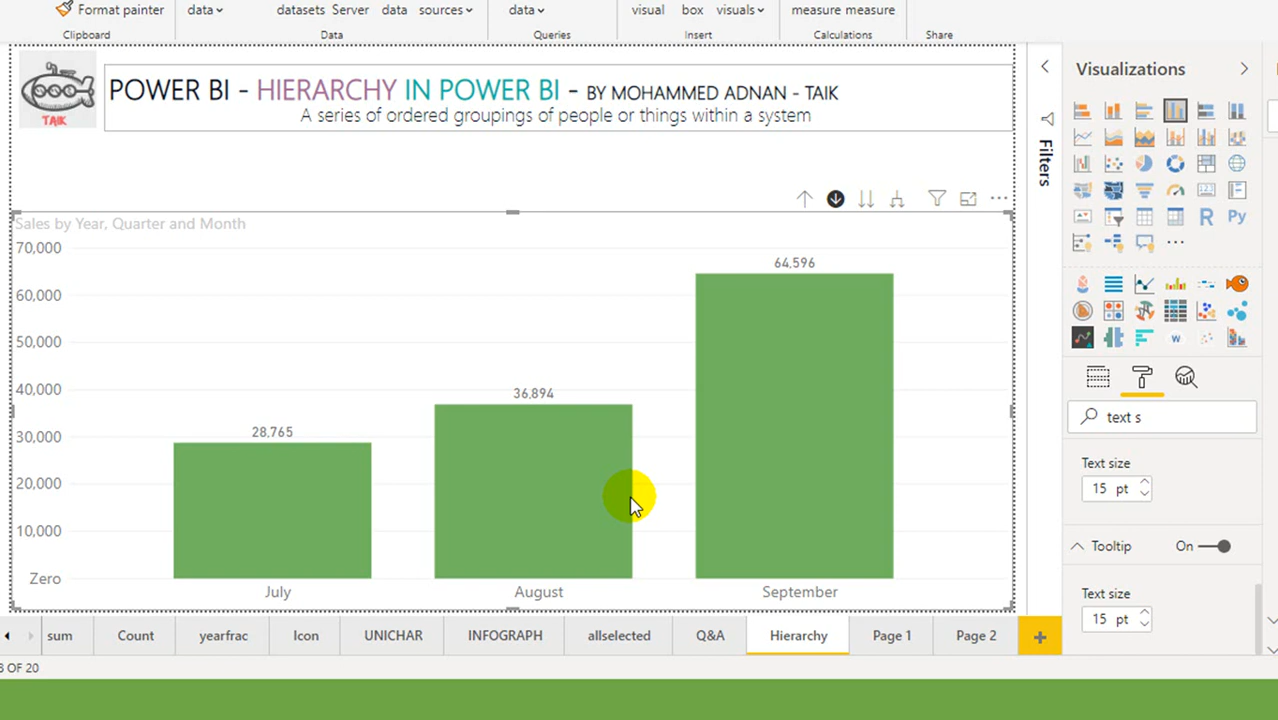 Format painter
data
datasets Server
data
sources
data
visual
box
visuals
measure measure
Clipboard
Data
Queries
Insert
Calculations
Share
TAIK
POWER BI - HIERARCHY IN POWER BI - BY MOHAMMED ADNAN - TAIK
A series of ordered groupings of people or things within a system
Filters
Visualizations
R
Py
123
W
text s
Text size
15 pt
Tooltip
On
Text size
15 pt
Sales by Year, Quarter and Month
70,000
60,000
50,000
40,000
30,000
20,000
10,000
Zero
28,765
36,894
64,596
July
August
September
sum
Count
yearfrac
Icon
UNICHAR
INFOGRAPH
allselected
Q&A
Hierarchy
Page 1
Page 2
OF 20